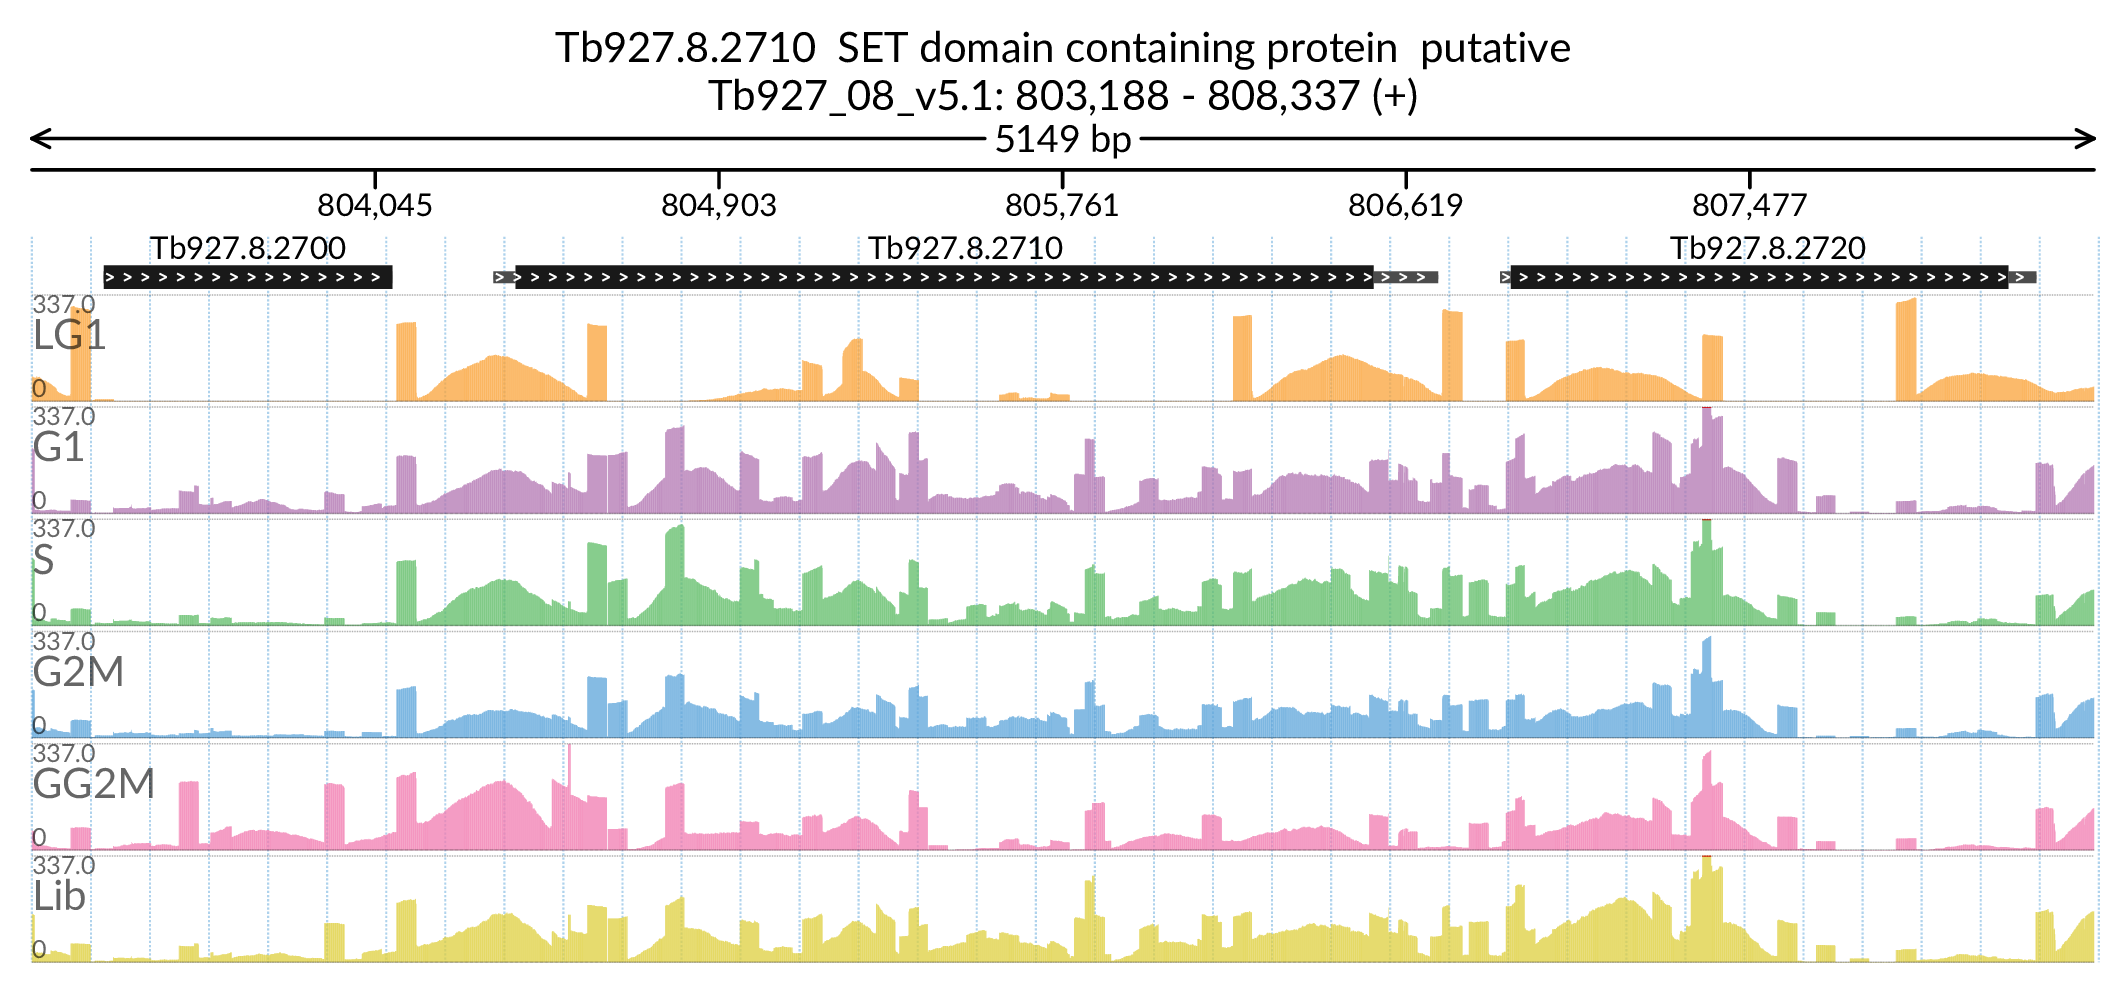 Tb927.8.2710  SET domain containing protein  putative
Tb927_08_v5.1: 803,188 - 808,337 (+)
5149 bp
804,045 804,903 805,761 806,619 807,477
Tb927.8.2700 Tb927.8.2710 Tb927.8.2720
337.0
LG1
0
337.0
G1
0
337.0
S
0
337.0
G2M
0
337.0
GG2M
0
337.0
Lib
0